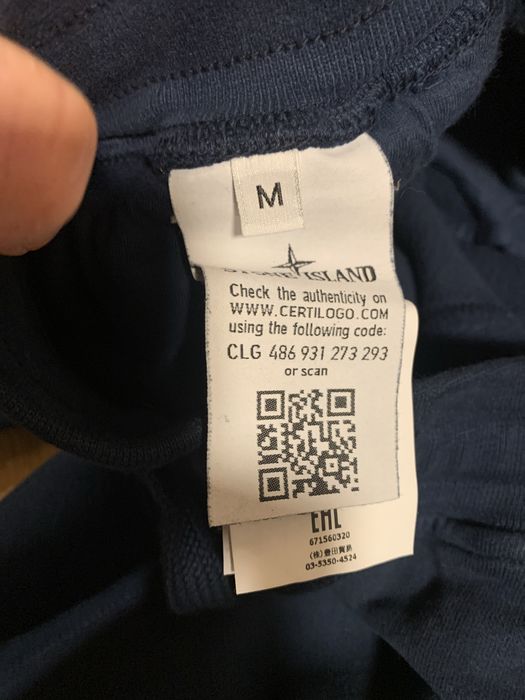 M
STONE ISLAND
Check the authenticity on
WWW.CERTILOGO.COM
using the following code:
CLG 486 931 273 293
or scan
EAC
671560320
(株)豊田貿易
03-5350-4524